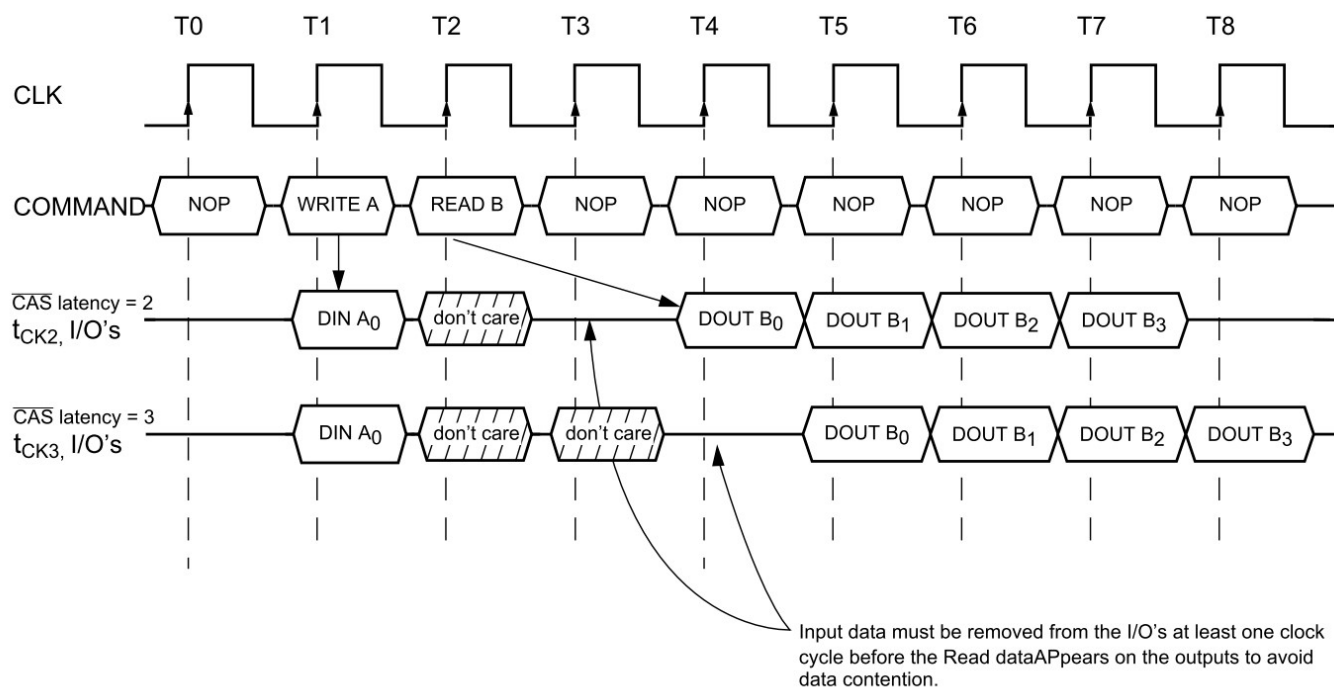 T0 T1 T2 T3 T4 T5 T6 T7 T8
CLK
COMMAND NOP WRITE A READ B NOP NOP NOP NOP NOP NOP
CAS latency = 2
tCK2, I/O's DIN A0 don't care DOUT B0 DOUT B1 DOUT B2 DOUT B3
CAS latency = 3
tCK3, I/O's DIN A0 don't care don't care DOUT B0 DOUT B1 DOUT B2 DOUT B3
Input data must be removed from the I/O's at least one clock
cycle before the Read dataAPpears on the outputs to avoid
data contention.